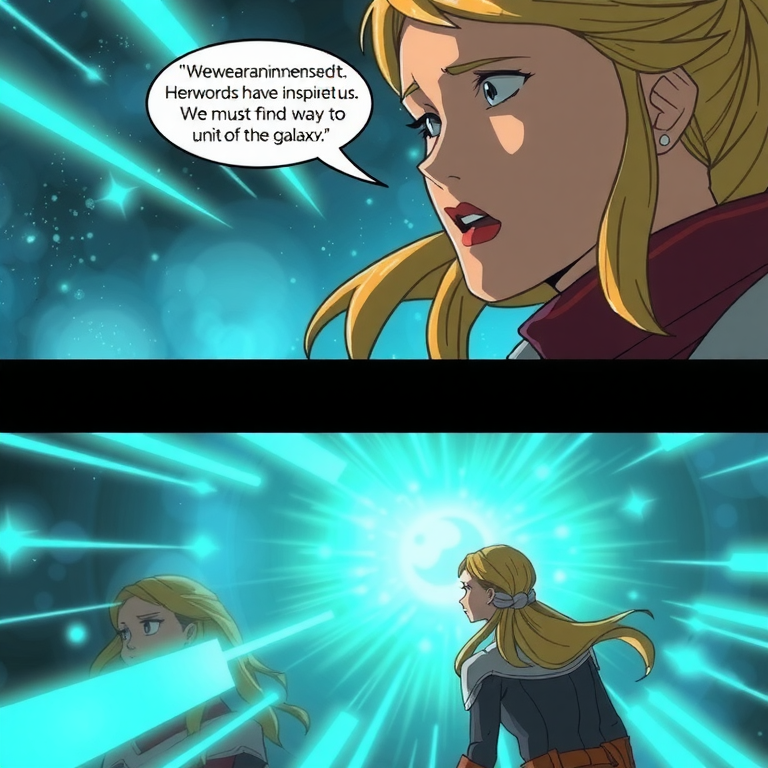 "Wewearaninnensedt.
Herwords have inspiretus.
We must find way to
unit of the galaxy."